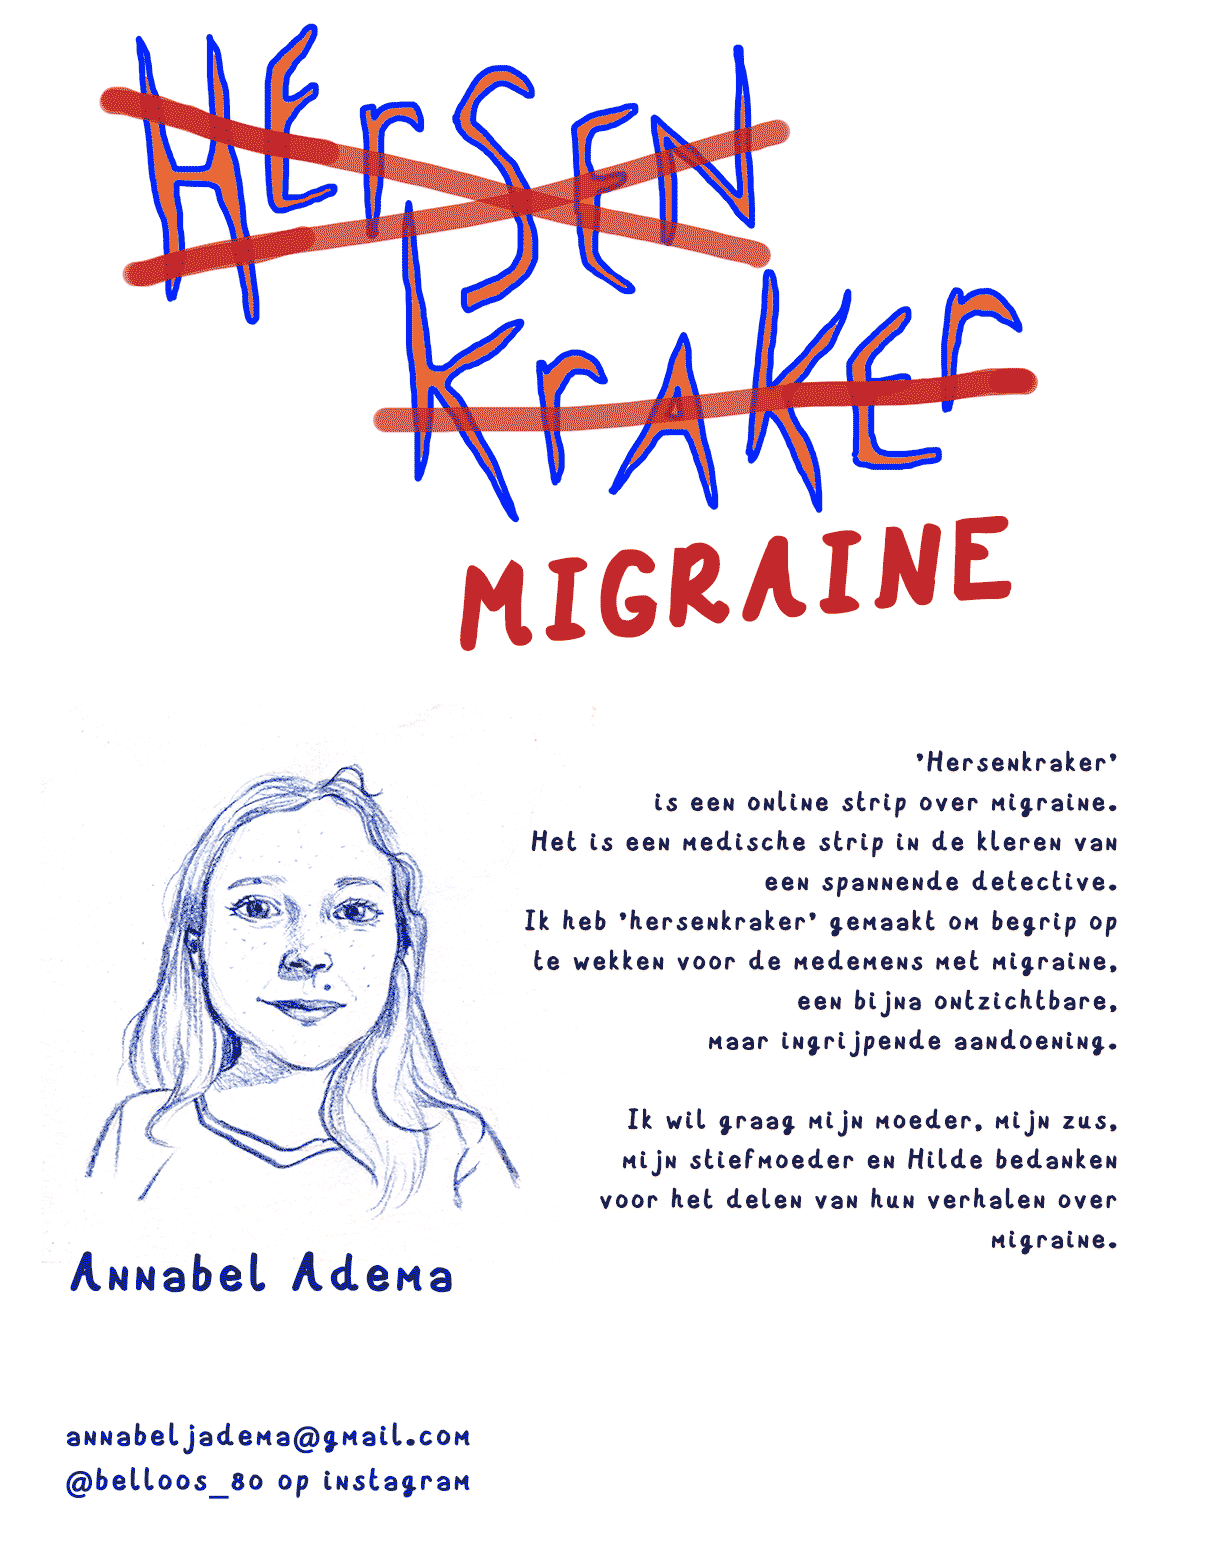 HErSEN
KrAKEr
MIGRAINE
'Hersenkraker'
is een online strip over migraine.
Het is een medische strip in de kleren van
een spannende detective.
Ik heb 'hersenkraker' gemaakt om begrip op
te wekken voor de medemens met migraine,
een bijna ontzichtbare,
maar ingrijpende aandoening.
Ik wil graag mijn moeder, mijn zus,
mijn stiefmoeder en Hilde bedanken
voor het delen van hun verhalen over
migraine.
Annabel Adema
annabeljadema@gmail.com
@belloos_80 op instagram